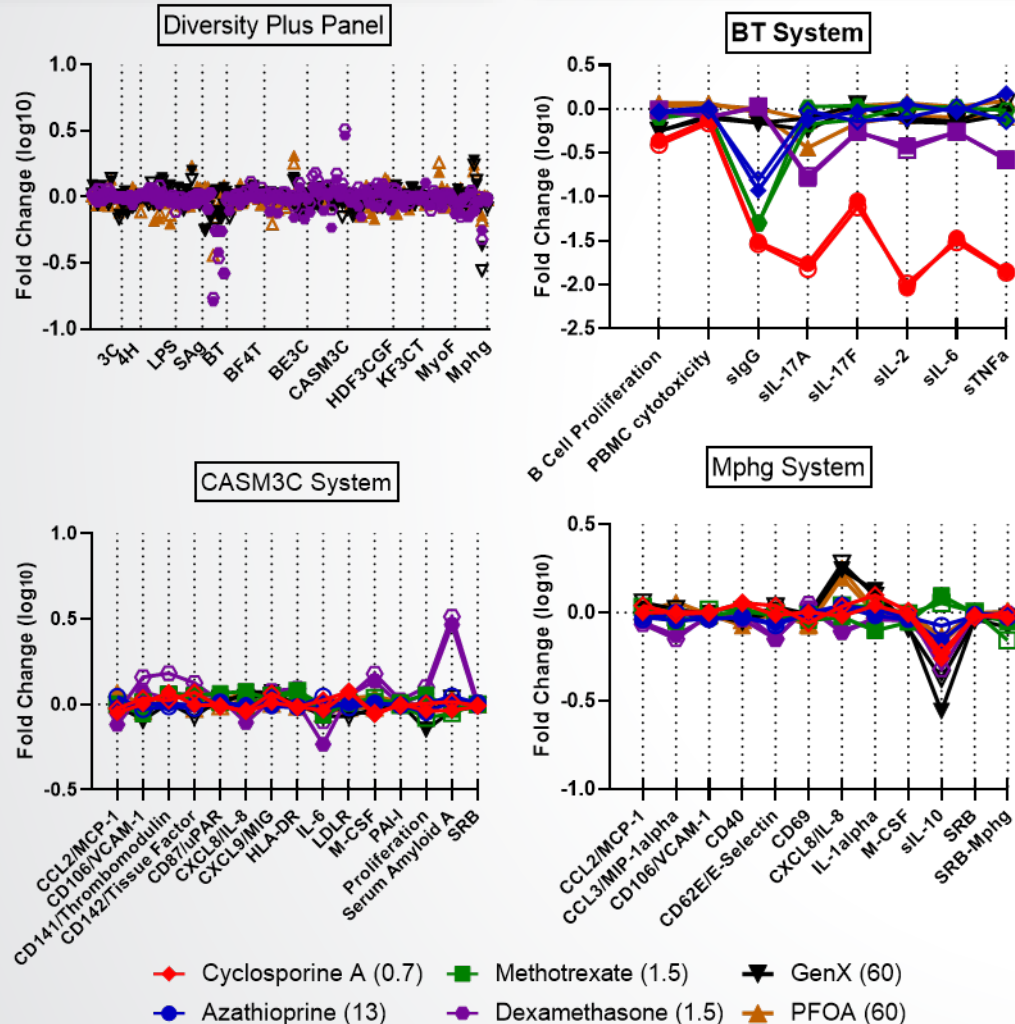 Diversity Plus Panel
Fold Change (log10)
1.0
0.5
0.0
-0.5
-1.0
3C
4H
LPS
SAg
BT
BF4T
BE3C
CASM3C
HDF3CGF
KF3CT
MyoF
Mphg
BT System
Fold Change (log10)
0.5
0.0
-0.5
-1.0
-1.5
-2.0
-2.5
B Cell Proliiferation
PBMC cytotoxicity
sIgG
sIL-17A
sIL-17F
sIL-2
sIL-6
sTNFa
CASM3C System
Fold Change (log10)
1.0
0.5
0.0
-0.5
CCL2/MCP-1
CD106/VCAM-1
CD141/Thrombomodulin
CD142/Tissue Factor
CD87/uPAR
CXCL8/IL-8
CXCL9/MIG
HLA-DR
IL-6
LDLR
M-CSF
PAI-I
Proliferation
Serum Amyloid A
SRB
Mphg System
Fold Change (log10)
0.5
0.0
-0.5
-1.0
CCL2/MCP-1
CCL3/MIP-1alpha
CD106/VCAM-1
CD40
CD62E/E-Selectin
CD69
CXCL8/IL-8
IL-1alpha
M-CSF
sIL-10
SRB
SRB-Mphg
Cyclosporine A (0.7)
Methotrexate (1.5)
GenX (60)
Azathioprine (13)
Dexamethasone (1.5)
PFOA (60)